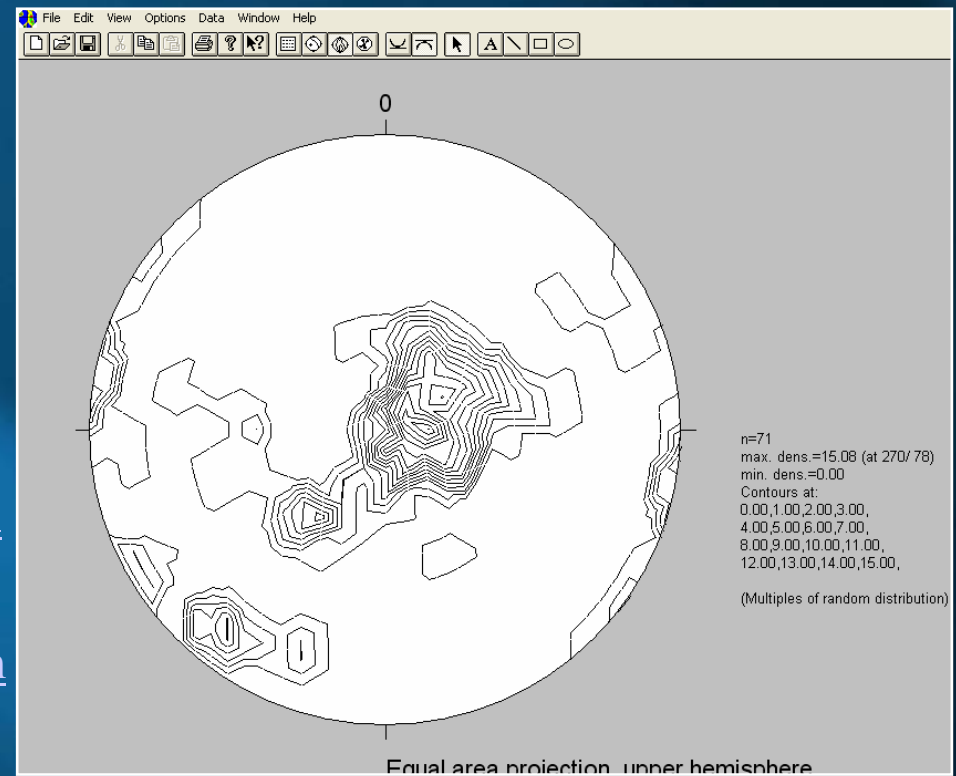 File Edit View Options Data Window Help
A
0
n=71
max. dens.=15.08 (at 270/ 78)
min. dens.=0.00
Contours at:
0.00,1.00,2.00,3.00,
4.00,5.00,6.00,7.00,
8.00,9.00,10.00,11.00,
12.00,13.00,14.00,15.00,
(Multiples of random distribution)
Equal area projection, upper hemisphere